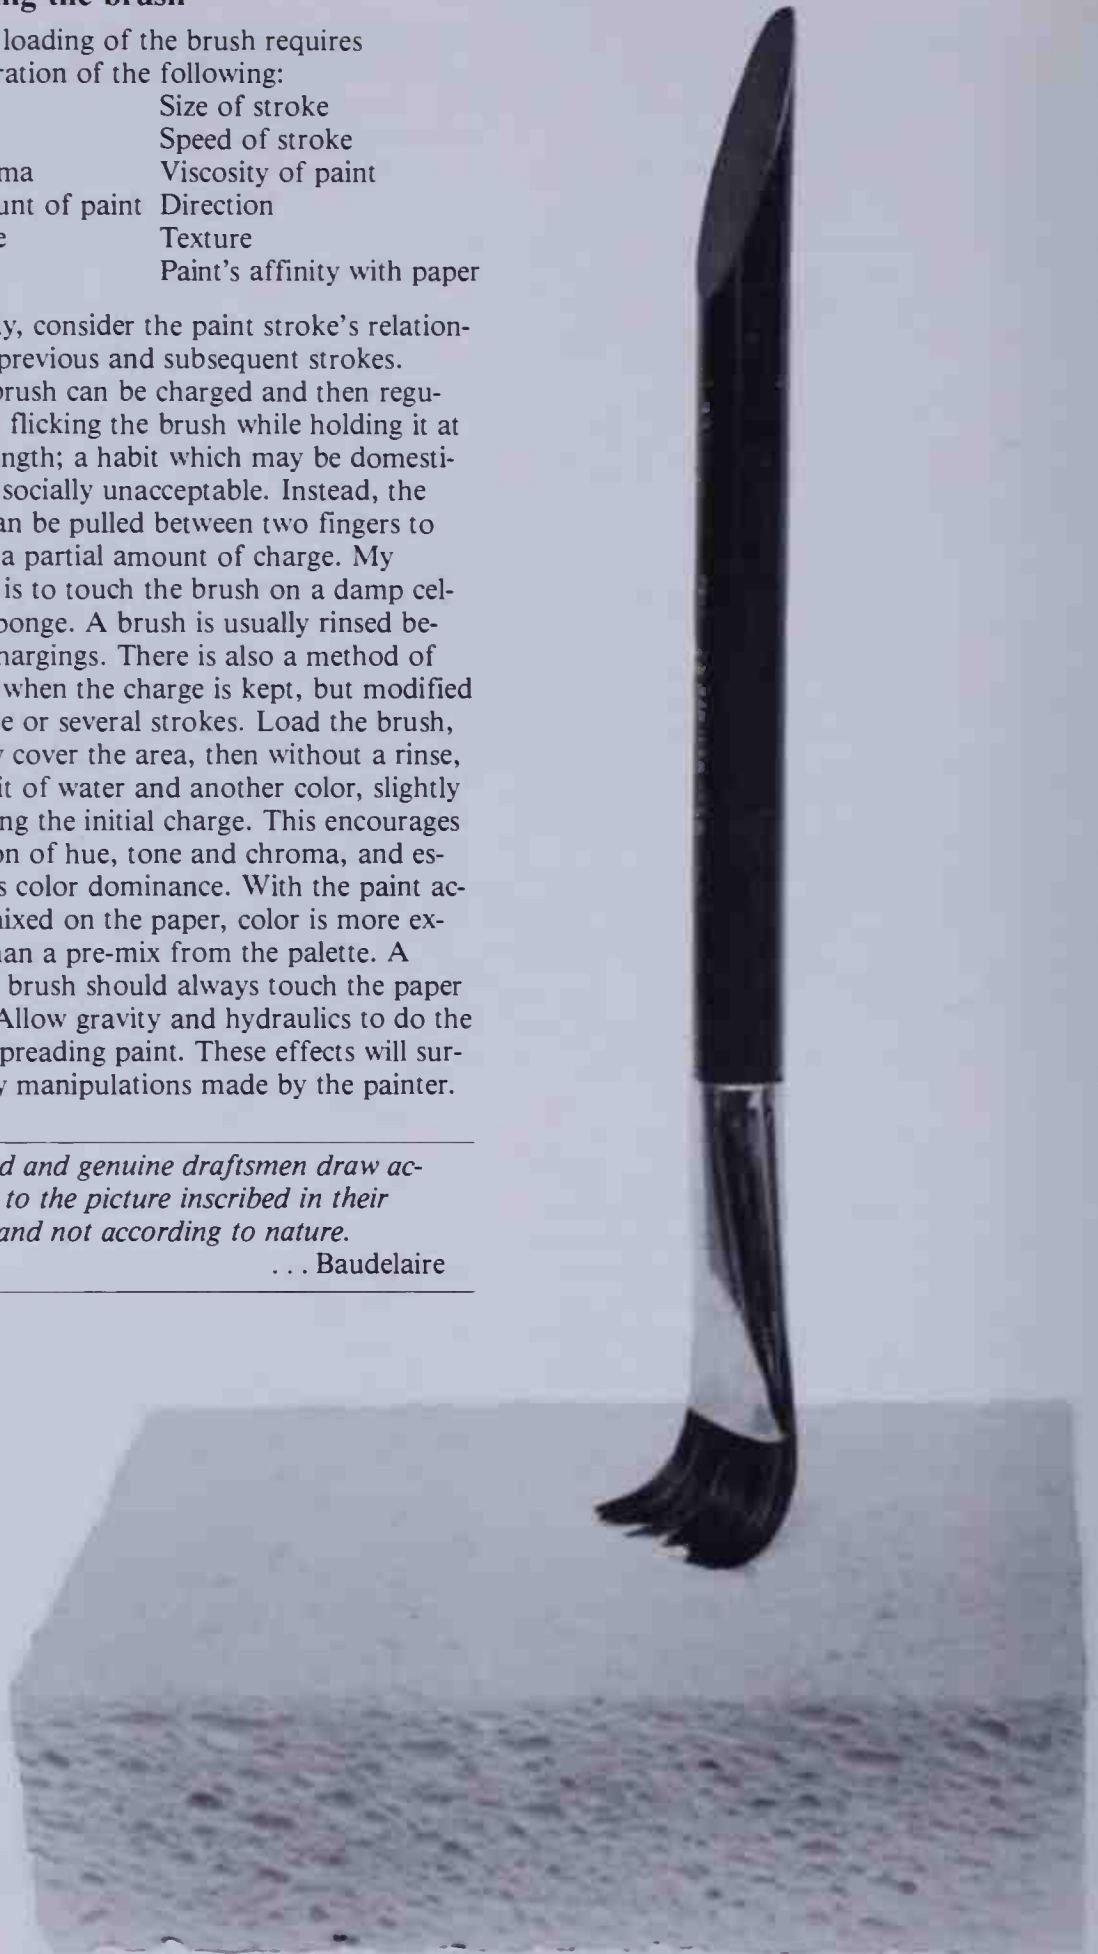 ng the brush
loading of the brush requires
ration of the following:
Size of stroke
Speed of stroke
ma Viscosity of paint
unt of paint Direction
e Texture
Paint's affinity with paper
y, consider the paint stroke's relation-
previous and subsequent strokes.
brush can be charged and then regu-
flicking the brush while holding it at
ngth; a habit which may be domesti-
socially unacceptable. Instead, the
an be pulled between two fingers to
a partial amount of charge. My
is to touch the brush on a damp cel-
ponge. A brush is usually rinsed be-
hargings. There is also a method of
when the charge is kept, but modified
e or several strokes. Load the brush,
y cover the area, then without a rinse,
it of water and another color, slightly
ng the initial charge. This encourages
on of hue, tone and chroma, and es-
s color dominance. With the paint ac-
nixed on the paper, color is more ex-
nan a pre-mix from the palette. A
brush should always touch the paper
Allow gravity and hydraulics to do the
preading paint. These effects will sur-
y manipulations made by the painter.
d and genuine draftsmen draw ac-
to the picture inscribed in their
and not according to nature.
. . . Baudelaire